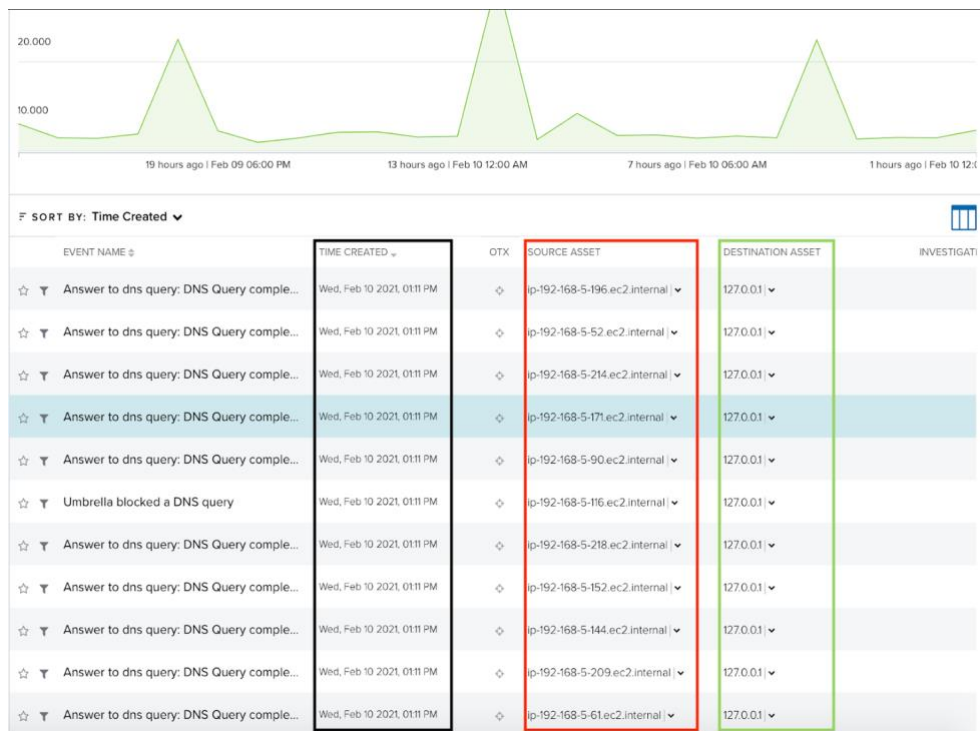 20.000
10.000
19 hours ago | Feb 09 06:00 PM 13 hours ago | Feb 10 12:00 AM 7 hours ago | Feb 10 06:00 AM 1 hours ago | Feb 10 12:
SORT BY: Time Created
EVENT NAME TIME CREATED OTX SOURCE ASSET DESTINATION ASSET INVESTIGATI
Answer to dns query: DNS Query comple... Wed, Feb 10 2021, 01:11 PM ip-192-168-5-196.ec2.internal 127.0.0.1
Answer to dns query: DNS Query comple... Wed, Feb 10 2021, 01:11 PM ip-192-168-5-52.ec2.internal 127.0.0.1
Answer to dns query: DNS Query comple... Wed, Feb 10 2021, 01:11 PM ip-192-168-5-214.ec2.internal 127.0.0.1
Answer to dns query: DNS Query comple... Wed, Feb 10 2021, 01:11 PM ip-192-168-5-171.ec2.internal 127.0.0.1
Answer to dns query: DNS Query comple... Wed, Feb 10 2021, 01:11 PM ip-192-168-5-90.ec2.internal 127.0.0.1
Umbrella blocked a DNS query Wed, Feb 10 2021, 01:11 PM ip-192-168-5-116.ec2.internal 127.0.0.1
Answer to dns query: DNS Query comple... Wed, Feb 10 2021, 01:11 PM ip-192-168-5-218.ec2.internal 127.0.0.1
Answer to dns query: DNS Query comple... Wed, Feb 10 2021, 01:11 PM ip-192-168-5-152.ec2.internal 127.0.0.1
Answer to dns query: DNS Query comple... Wed, Feb 10 2021, 01:11 PM ip-192-168-5-144.ec2.internal 127.0.0.1
Answer to dns query: DNS Query comple... Wed, Feb 10 2021, 01:11 PM ip-192-168-5-209.ec2.internal 127.0.0.1
Answer to dns query: DNS Query comple... Wed, Feb 10 2021, 01:11 PM ip-192-168-5-61.ec2.internal 127.0.0.1